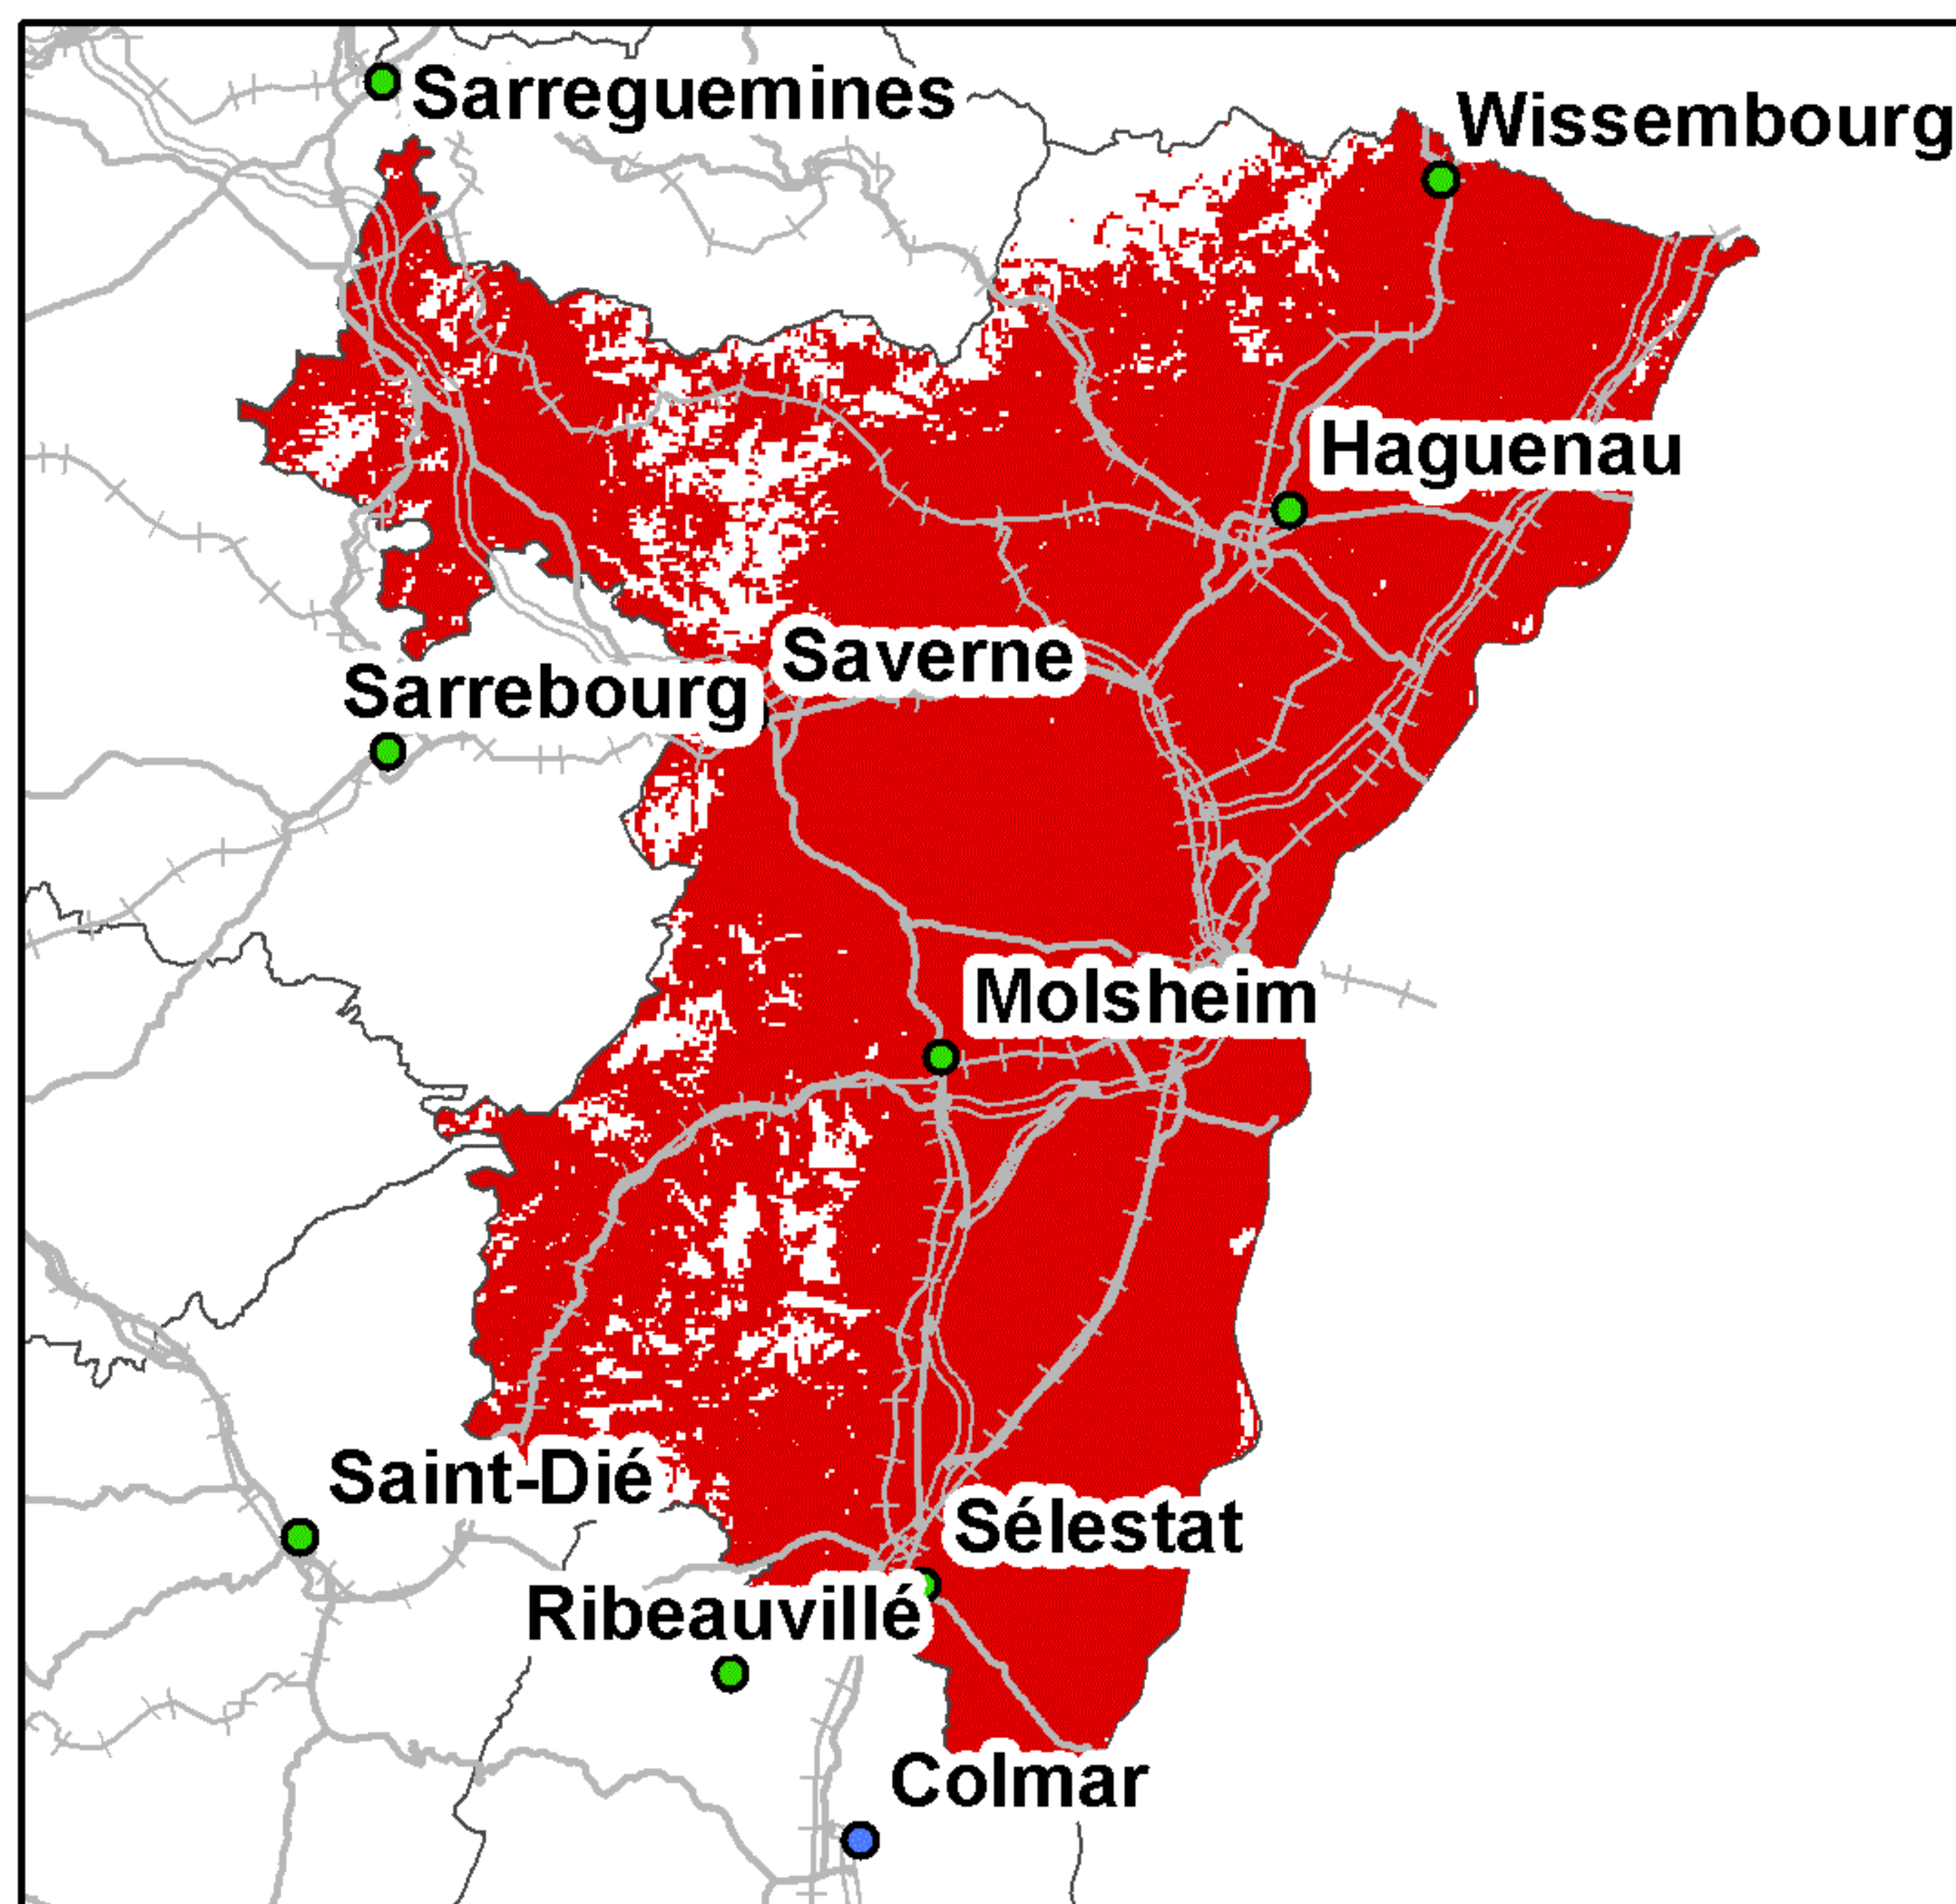 Sarreguemines
Wissembourg
Haguenau
Saverne
Sarrebourg
Molsheim
Saint-Dié
Sélestat
Ribeauvillé
Colmar